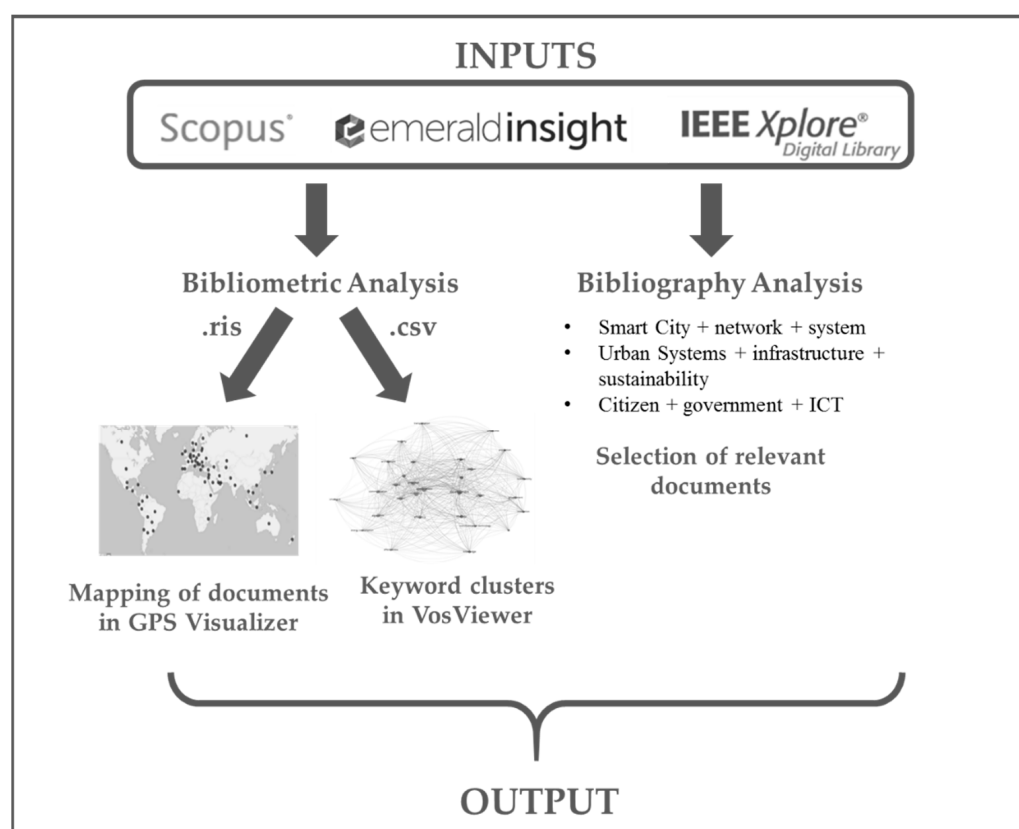 INPUTS
Scopus®
emeraldinsight
IEEE Xplore®
Digital Library
Bibliometric Analysis
.ris
.csv
Mapping of documents
in GPS Visualizer
Keyword clusters
in VosViewer
Bibliography Analysis
• Smart City + network + system
• Urban Systems + infrastructure +
sustainability
• Citizen + government + ICT
Selection of relevant
documents
OUTPUT